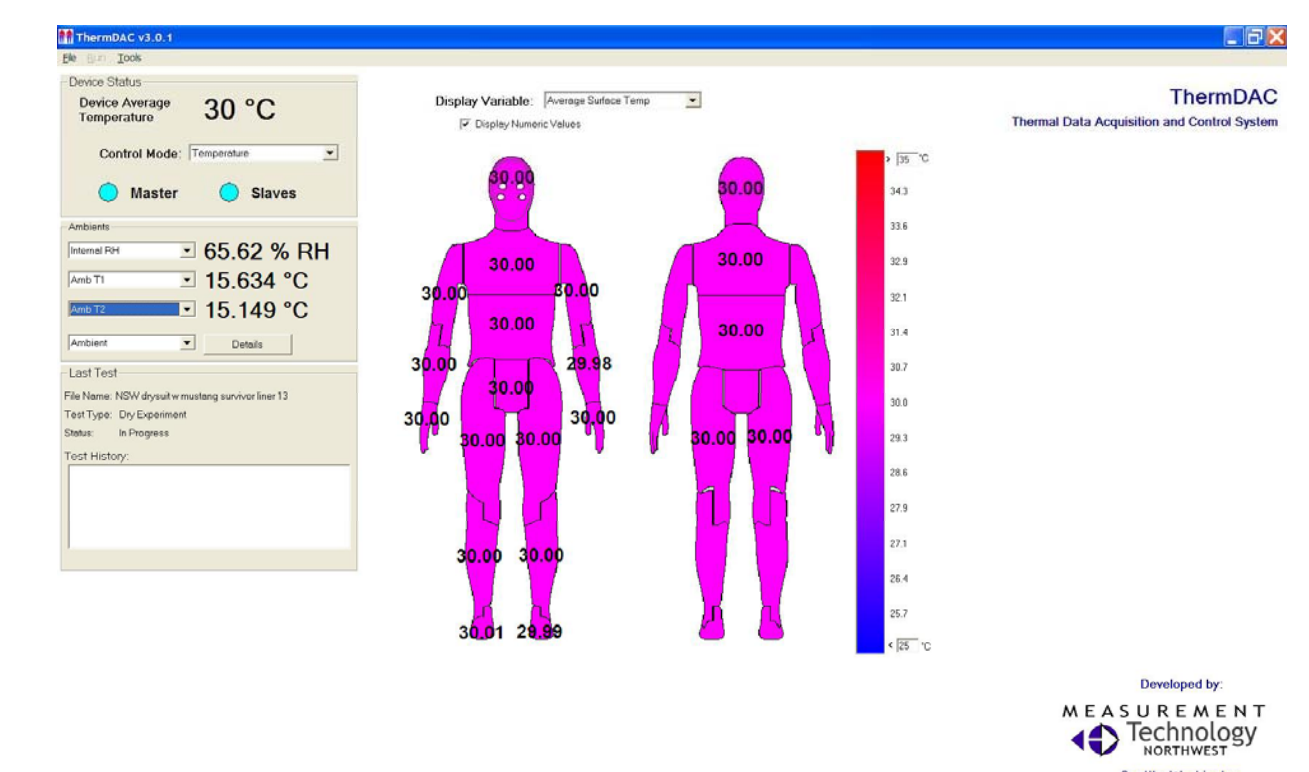 ThermDAC v3.0.1
File Run Tools
Device Status
Device Average Temperature 30 °C
Control Mode: Temperature
Master Slaves
Ambients
Internal RH 65.62 % RH
Amb T1 15.634 °C
Amb T2 15.149 °C
Ambient Details
Last Test
File Name: NSW drysuit w mustang survivor liner 13
Test Type: Dry Experiment
Status: In Progress
Test History:
Display Variable: Average Surface Temp
Display Numeric Values
ThermDAC
Thermal Data Acquisition and Control System
30.00 30.00
30.00 30.00
30.00 30.00
30.00 30.00
30.00 29.98
30.00
30.00 30.00
30.00 30.00 30.00 30.00
30.00 30.00
30.01 29.99
> 35 °C
34.3
33.6
32.9
32.1
31.4
30.7
30.0
29.3
28.6
27.9
27.1
26.4
25.7
< 25 °C
Developed by:
MEASUREMENT
Technology
NORTHWEST